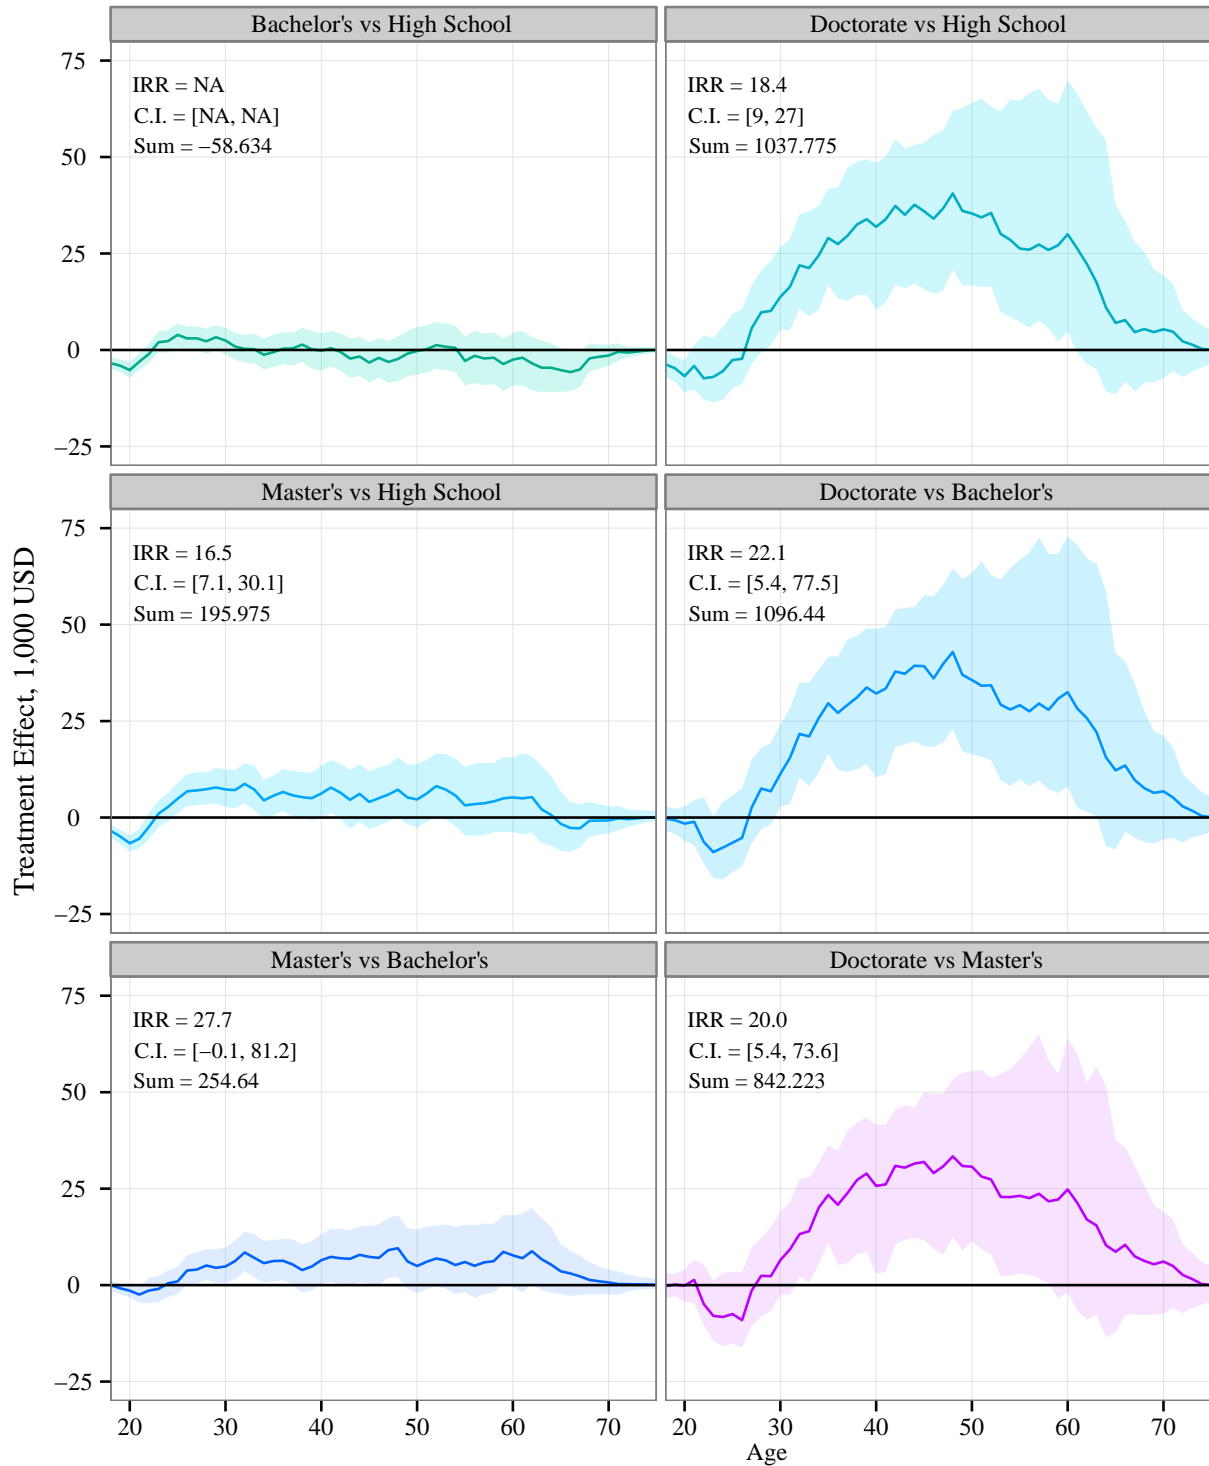 Bachelor's vs High School
Doctorate vs High School
75
50
25
0
−25
IRR = NA
C.I. = [NA, NA]
Sum = −58.634
IRR = 18.4
C.I. = [9, 27]
Sum = 1037.775
Master's vs High School
Doctorate vs Bachelor's
75
50
25
0
−25
IRR = 16.5
C.I. = [7.1, 30.1]
Sum = 195.975
IRR = 22.1
C.I. = [5.4, 77.5]
Sum = 1096.44
Treatment Effect, 1,000 USD
Master's vs Bachelor's
Doctorate vs Master's
75
50
25
0
−25
IRR = 27.7
C.I. = [−0.1, 81.2]
Sum = 254.64
IRR = 20.0
C.I. = [5.4, 73.6]
Sum = 842.223
20 30 40 50 60 70
20 30 40 50 60 70
Age